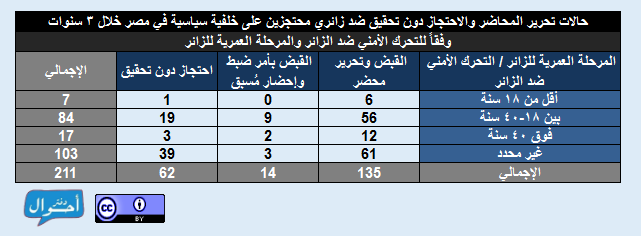 حالات تحرير المحاضر والاحتجاز دون تحقيق ضد زائري محتجزين على خلفية سياسية في مصر خلال ٣ سنوات
وفقاً للتحرك الأمني ضد الزائر والمرحلة العمرية للزائر
المرحلة العمرية للزائر / التحرك الأمني ضد الزائر القبض وتحرير محضر القبض بأمر ضبط وإحضار مُسبق احتجاز دون تحقيق الإجمالي
أقل من ١٨ سنة 6 0 1 7
بين ١٨-٤٠ سنة 56 9 19 84
فوق ٤٠ سنة 12 2 3 17
غير محدد 61 3 39 103
الإجمالي 135 14 62 211
دفتر أحوال
cc BY